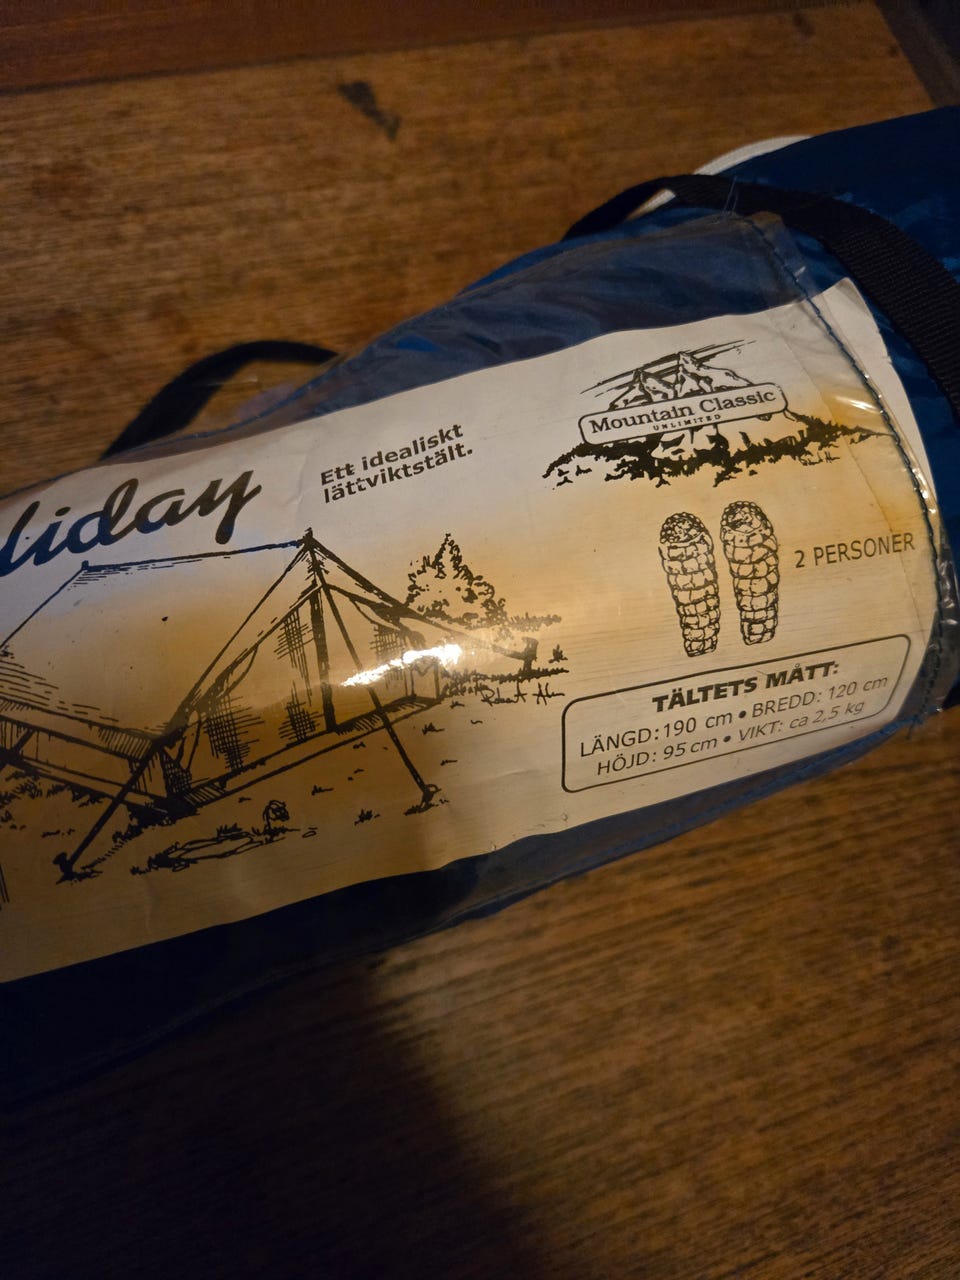 liday
Ett idealiskt
lättviktstält.
Mountain Classic
UNLIMITED
2 PERSONER
TÄLTETS MÅTT:
LÄNGD: 190 cm • BREDD: 120 cm
HÖJD: 95 cm • VIKT: ca 2,5 kg